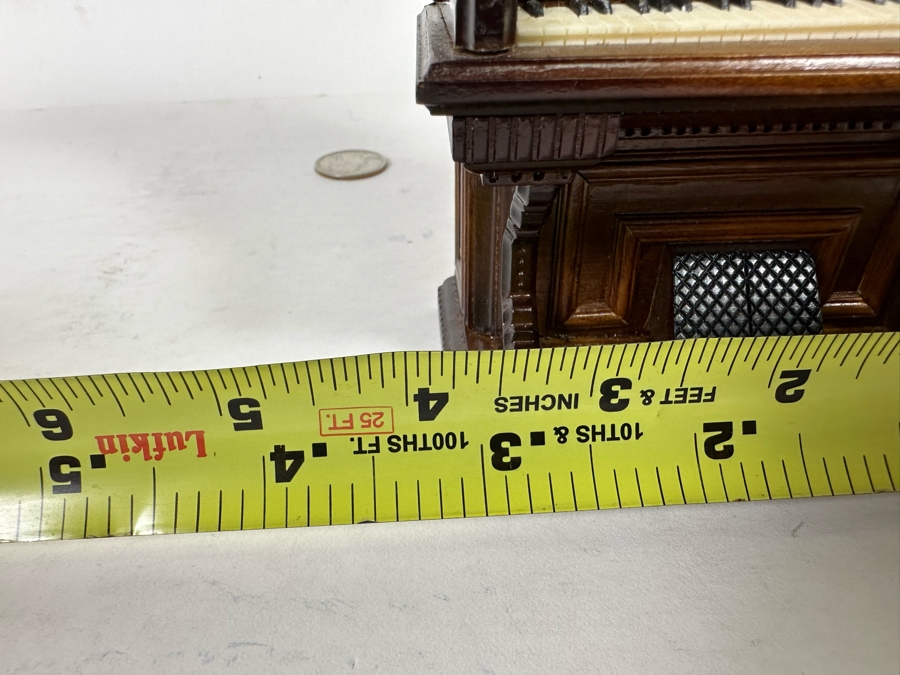 .2 10THS & .3 100THS FT. .4 Lufkin .5
2 FEET & 3 INCHES 4 25 FT. 5 6